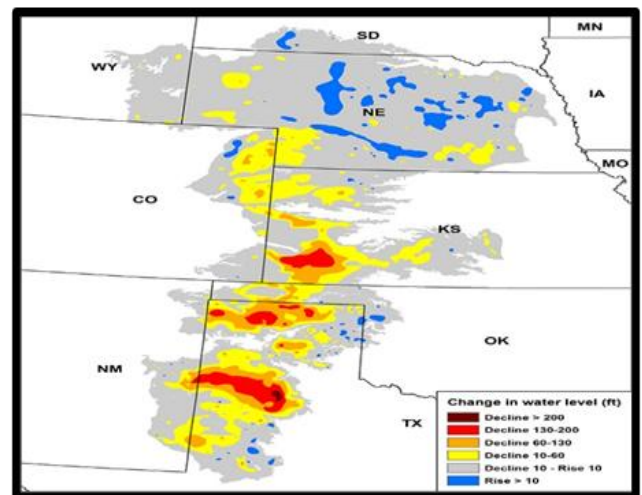 MN
SD
WY
IA
NE
MO
CO
KS
OK
NM
TX
Change in water level (ft)
Decline > 200
Decline 130-200
Decline 60-130
Decline 10-60
Decline 10 - Rise 10
Rise > 10